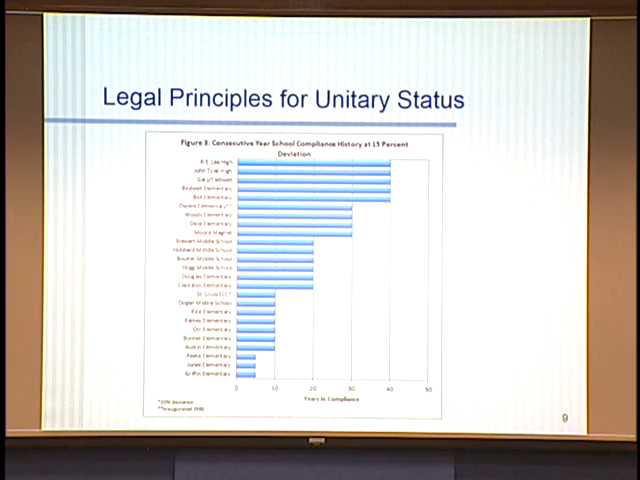 Legal Principles for Unitary Status
Figure 3: Consecutive Year School Compliance History at 15 Percent
Deviation
R.E. Lee High
John Tyler High
Gary/Caldwell
Birdwell Elementary
Bell Elementary
Owens Elementary**
Woods Elementary
Dixie Elementary
Moore Magnet
Stewart Middle School
Hubbard Middle School
Boulter Middle School
Hogg Middle School
Douglas Elementary
Clarkston Elementary
St. Louis ECC*
Dogan Middle School
Rice Elementary
Ramey Elementary
Orr Elementary
Bonner Elementary
Austin Elementary
Peete Elementary
Jones Elementary
Griffin Elementary
0 10 20 30 40 50
Years In Compliance
*20% deviation
**Inaugurated 1981
9